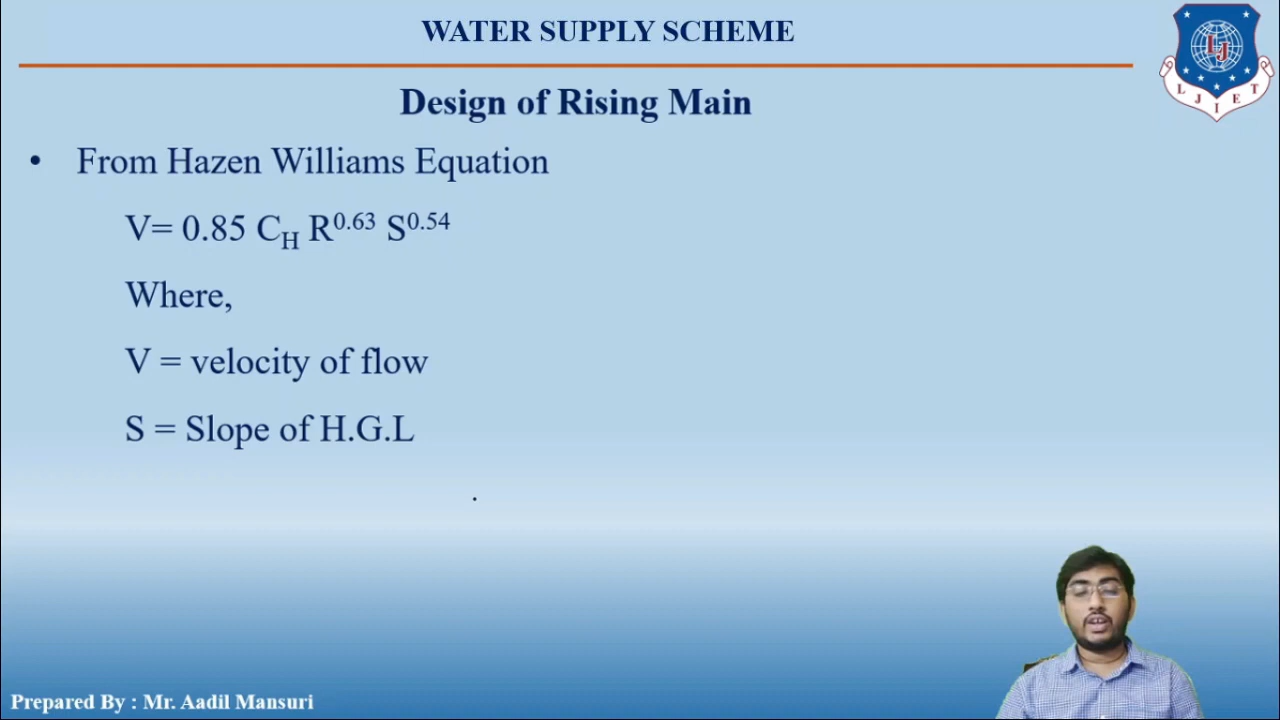 WATER SUPPLY SCHEME
IJ
L J I E T
Design of Rising Main
• From Hazen Williams Equation
V= 0.85 C_H R^0.63 S^0.54
Where,
V = velocity of flow
S = Slope of H.G.L
Prepared By : Mr. Aadil Mansuri